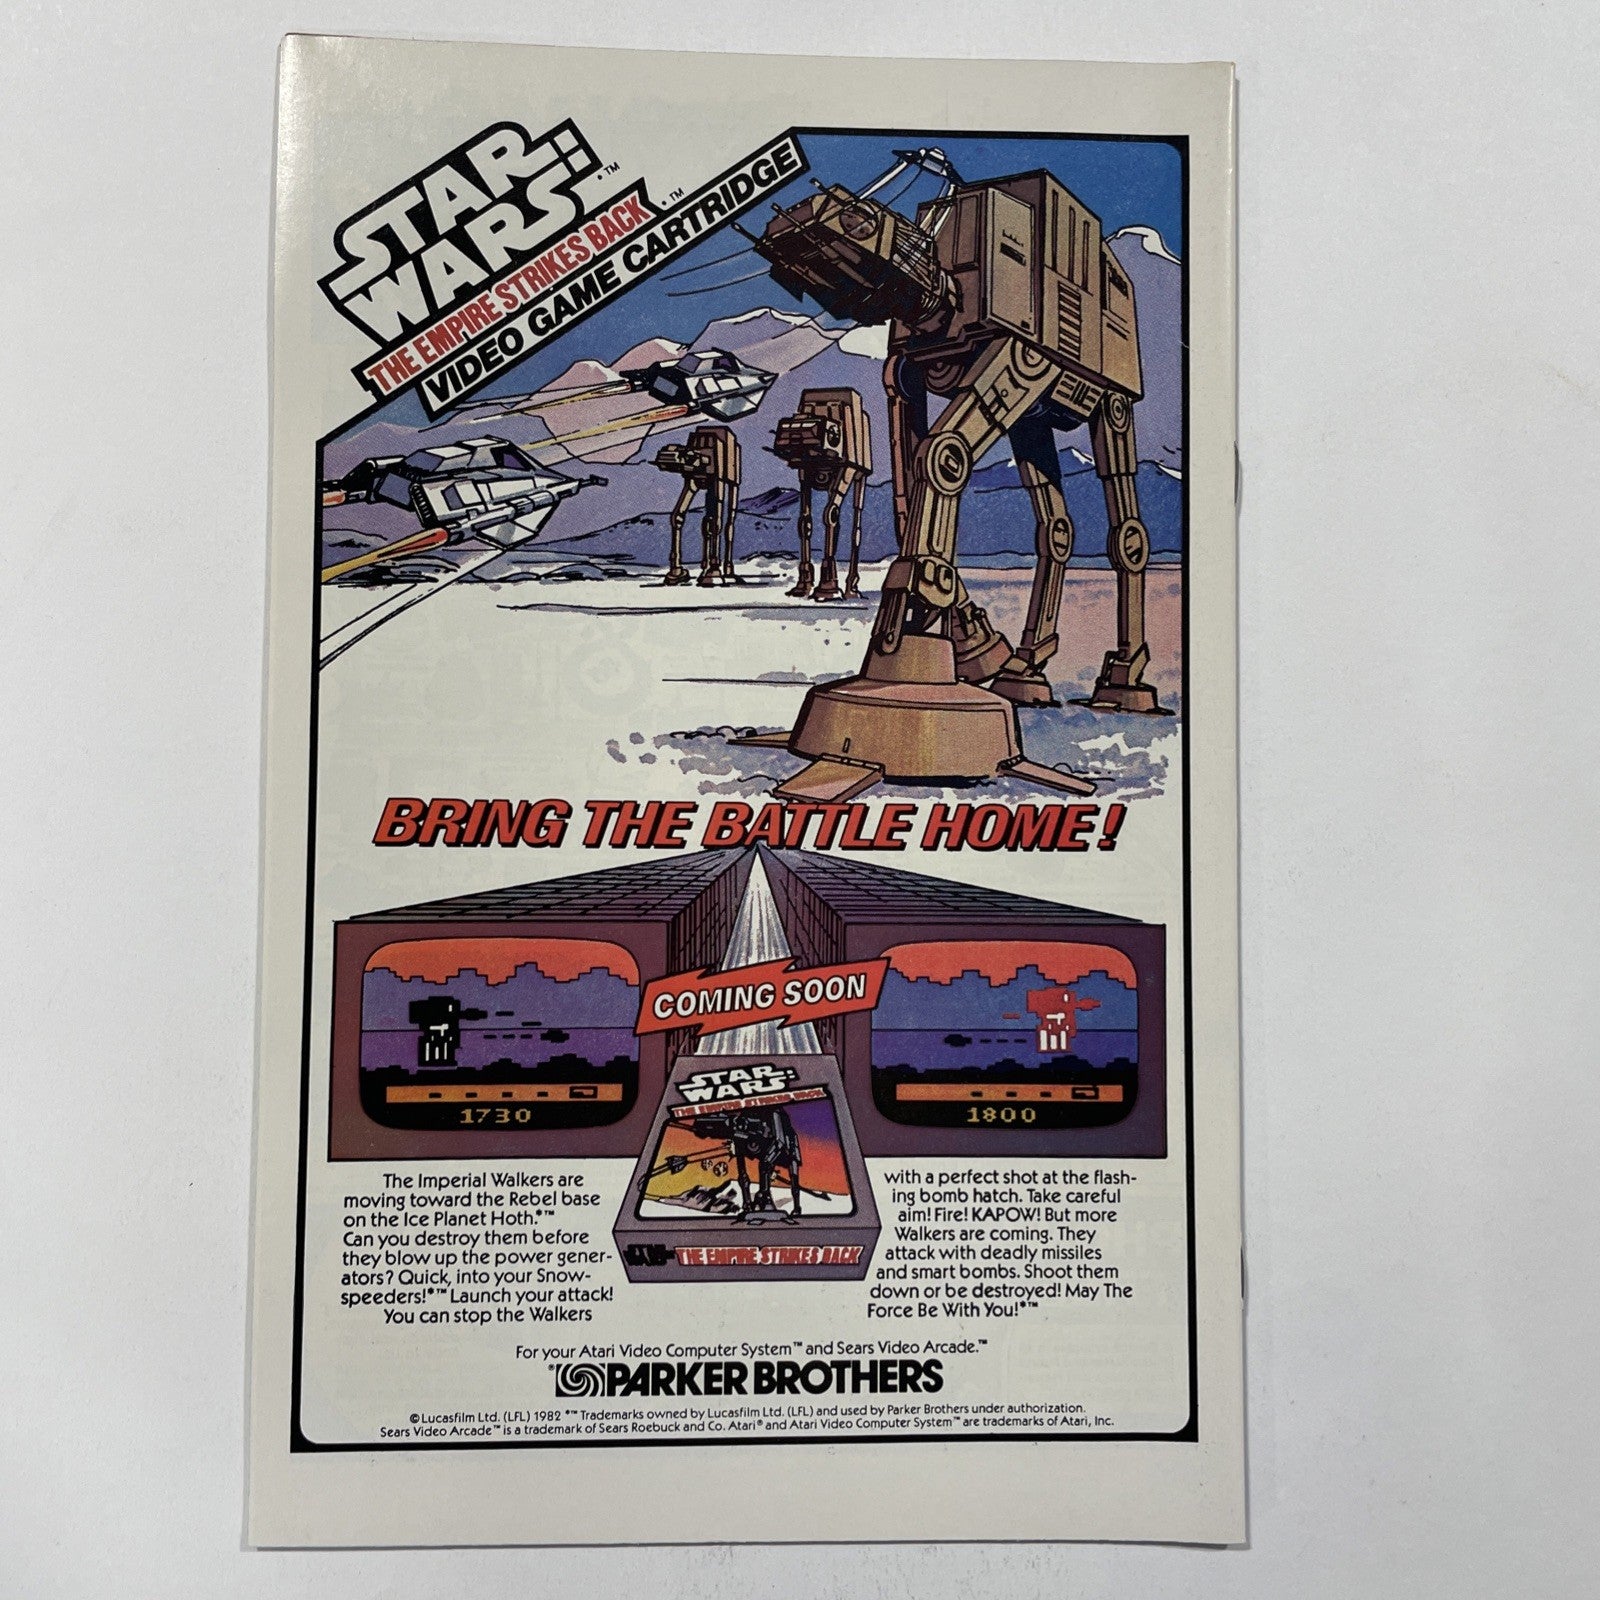 STAR
WARS:*™
THE EMPIRE STRIKES BACK*™
VIDEO GAME CARTRIDGE
BRING THE BATTLE HOME!
COMING SOON
1730
1800
STAR
WARS:
THE EMPIRE STRIKES BACK
THE EMPIRE STRIKES BACK
The Imperial Walkers are
moving toward the Rebel base
on the Ice Planet Hoth.*™
Can you destroy them before
they blow up the power gener-
ators? Quick, into your Snow-
speeders!*™ Launch your attack!
You can stop the Walkers
with a perfect shot at the flash-
ing bomb hatch. Take careful
aim! Fire! KAPOW! But more
Walkers are coming. They
attack with deadly missiles
and smart bombs. Shoot them
down or be destroyed! May The
Force Be With You!*™
For your Atari Video Computer System™ and Sears Video Arcade.™
®PARKER BROTHERS
© Lucasfilm Ltd. (LFL) 1982 *™ Trademarks owned by Lucasfilm Ltd. (LFL) and used by Parker Brothers under authorization.
Sears Video Arcade™ is a trademark of Sears Roebuck and Co. Atari® and Atari Video Computer System™ are trademarks of Atari, Inc.